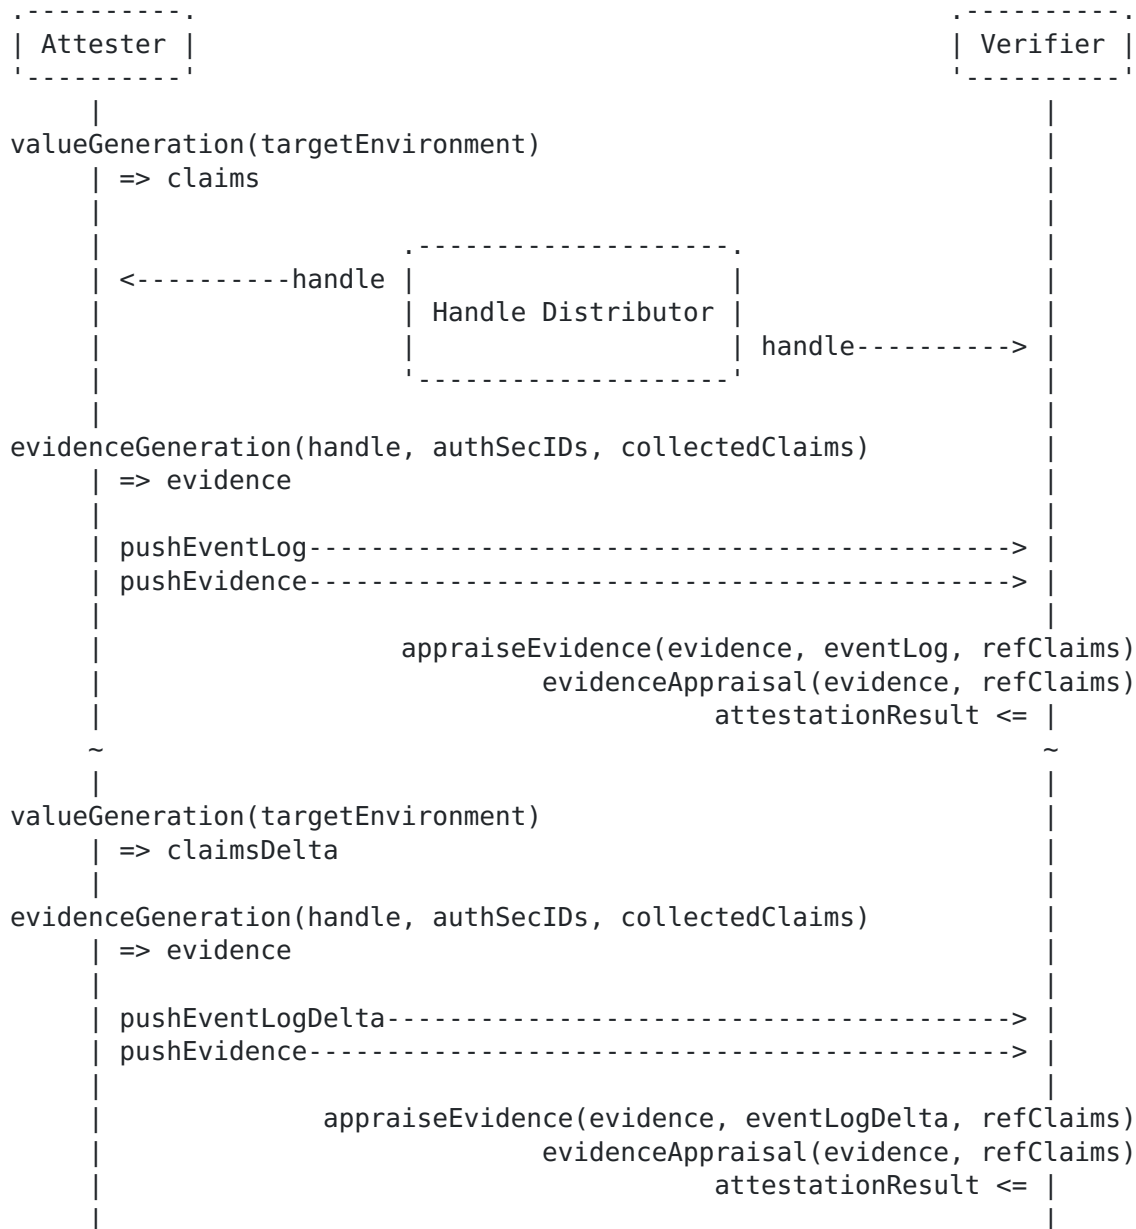 .----------.                                                .----------.
| Attester |                                                | Verifier |
'----------'                                                '----------'
     |                                                            |
valueGeneration(targetEnvironment)                                |
     | => claims                                                  |
     |                                                            |
     |                   .--------------------.                   |
     | <----------handle |                    |                   |
     |                   | Handle Distributor |                   |
     |                   |                    | handle----------> |
     |                   '--------------------'                   |
     |                                                            |
evidenceGeneration(handle, authSecIDs, collectedClaims)           |
     | => evidence                                                |
     |                                                            |
     | pushEventLog---------------------------------------------> |
     | pushEvidence---------------------------------------------> |
     |                                                            |
     |                   appraiseEvidence(evidence, eventLog, refClaims)
     |                            evidenceAppraisal(evidence, refClaims)
     |                                       attestationResult <= |
     ~                                                            ~
     |                                                            |
valueGeneration(targetEnvironment)                                |
     | => claimsDelta                                             |
     |                                                            |
evidenceGeneration(handle, authSecIDs, collectedClaims)           |
     | => evidence                                                |
     |                                                            |
     | pushEventLogDelta----------------------------------------> |
     | pushEvidence---------------------------------------------> |
     |                                                            |
     |              appraiseEvidence(evidence, eventLogDelta, refClaims)
     |                            evidenceAppraisal(evidence, refClaims)
     |                                       attestationResult <= |
     |                                                            |